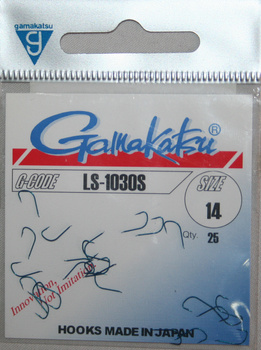 gamakatsu
g
Gamakatsu®
G-CODE LS-1030S SIZE
14
Qty. 25
Innovation,
Not Imitation.
HOOKS MADE IN JAPAN